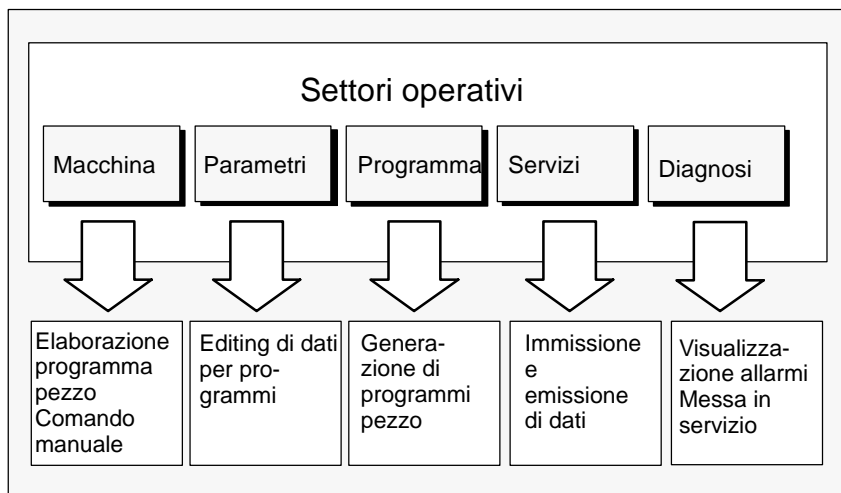 Settori operativi
Macchina
Parametri
Programma
Servizi
Diagnosi
Elaborazione
programma
pezzo
Comando
manuale
Editing di dati
per pro-
grammi
Genera-
zione di
programmi
pezzo
Immissione
e
emissione
di dati
Visualizza-
zione allarmi
Messa in
servizio